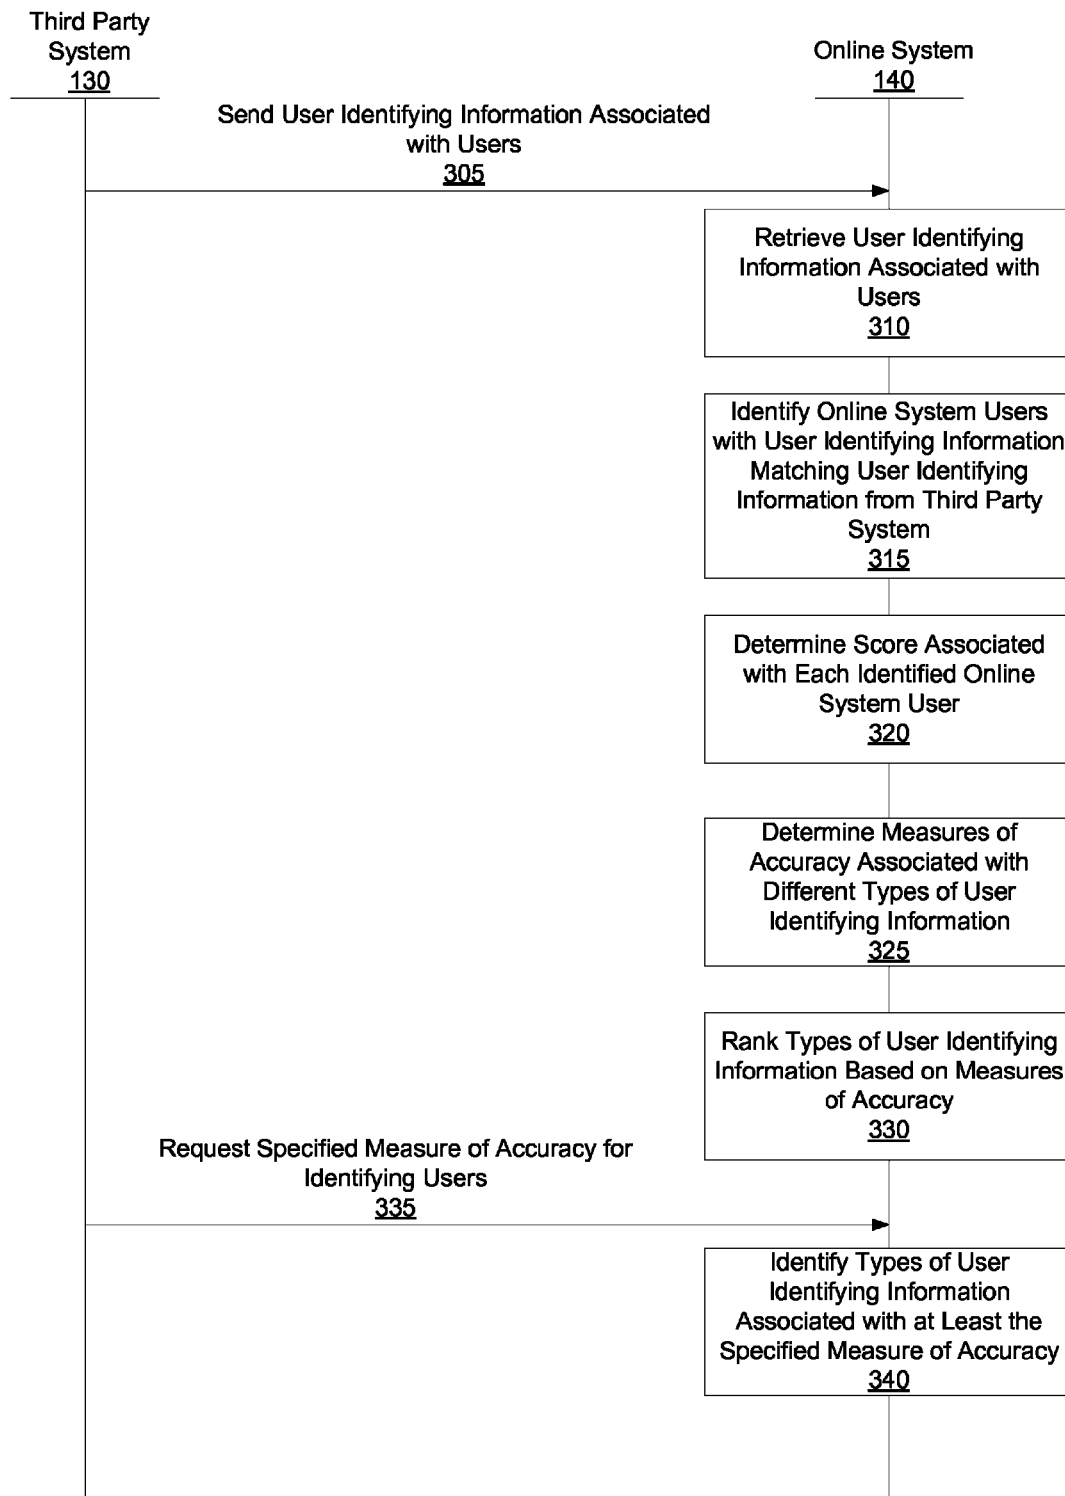 Third Party
System
130
Online System
140
Send User Identifying Information Associated
with Users
305
Retrieve User Identifying
Information Associated with
Users
310
Identify Online System Users
with User Identifying Information
Matching User Identifying
Information from Third Party
System
315
Determine Score Associated
with Each Identified Online
System User
320
Determine Measures of
Accuracy Associated with
Different Types of User
Identifying Information
325
Rank Types of User Identifying
Information Based on Measures
of Accuracy
330
Request Specified Measure of Accuracy for
Identifying Users
335
Identify Types of User
Identifying Information
Associated with at Least the
Specified Measure of Accuracy
340